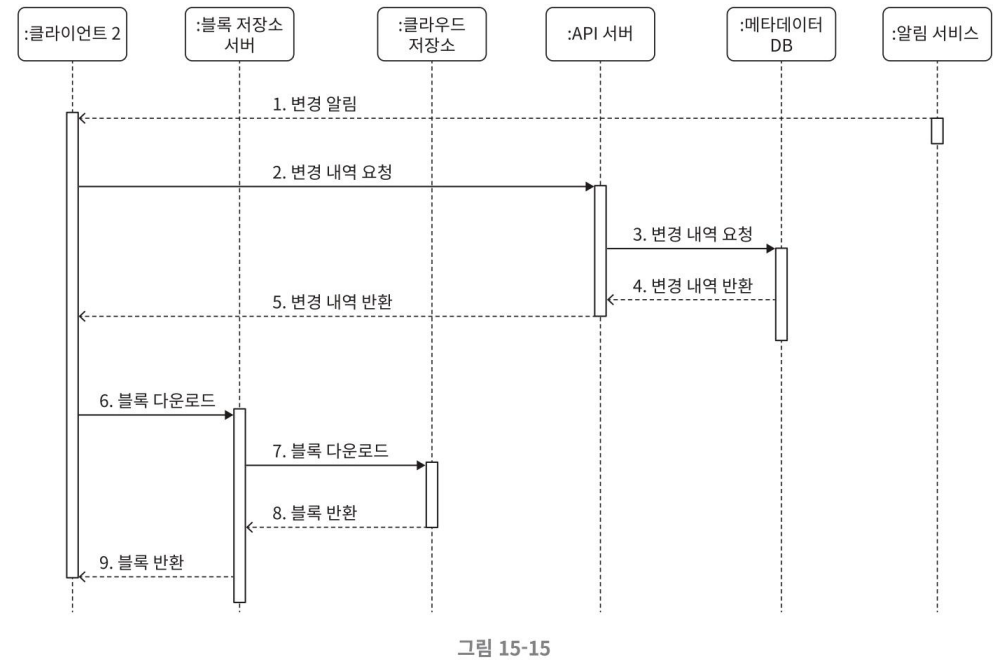 :클라이언트 2
:블록 저장소
서버
:클라우드
저장소
:API 서버
:메타데이터
DB
:알림 서비스
1. 변경 알림
2. 변경 내역 요청
3. 변경 내역 요청
4. 변경 내역 반환
5. 변경 내역 반환
6. 블록 다운로드
7. 블록 다운로드
8. 블록 반환
9. 블록 반환
그림 15-15